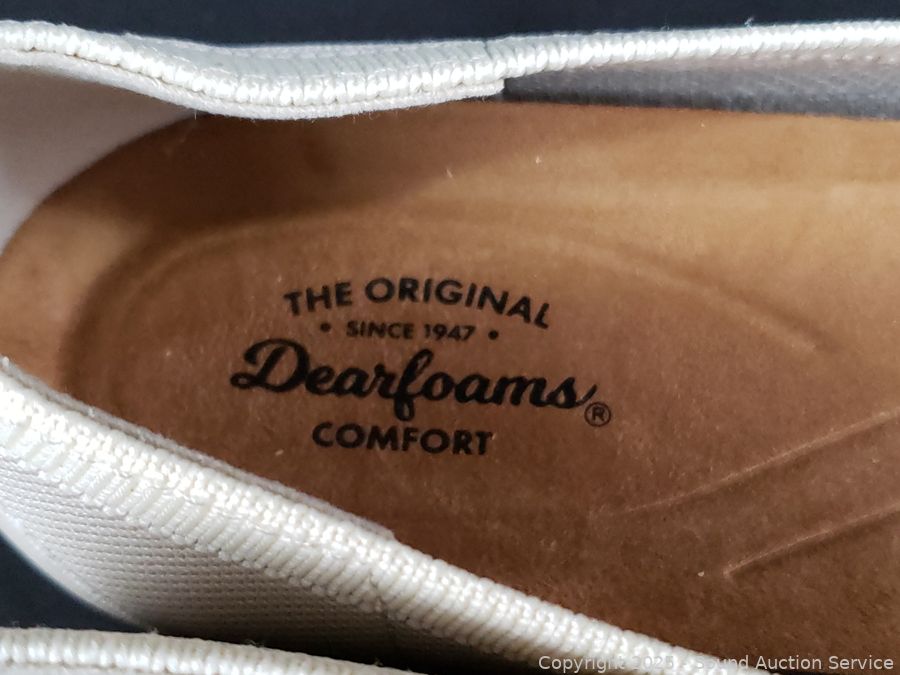 THE ORIGINAL
• SINCE 1947 •
Dearfoams®
COMFORT
Copyright 2025 - Sound Auction Service